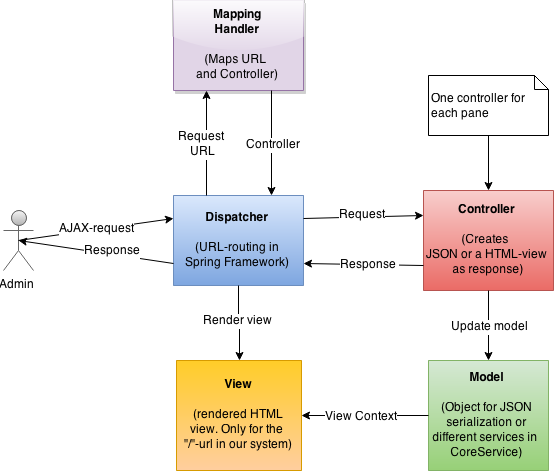 Mapping
Handler
(Maps URL
and Controller)
One controller for
each pane
Request
URL
Controller
Dispatcher
(URL-routing in
Spring Framework)
Controller
(Creates
JSON or a HTML-view
as response)
AJAX-request
Request
Response
Response
Admin
Render view
Update model
View
(rendered HTML
view. Only for the
"/"-url in our system)
View Context
Model
(Object for JSON
serialization or
different services in
CoreService)